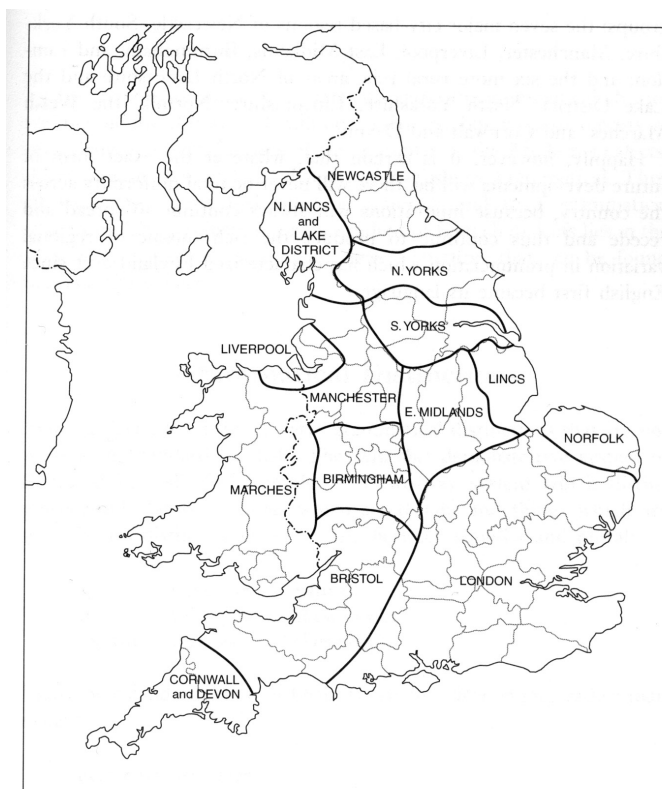 NEWCASTLE
N. LANCS
and
LAKE
DISTRICT
N. YORKS
S. YORKS
LIVERPOOL
LINCS
MANCHESTER
E. MIDLANDS
NORFOLK
BIRMINGHAM
MARCHES
BRISTOL
LONDON
CORNWALL
and DEVON